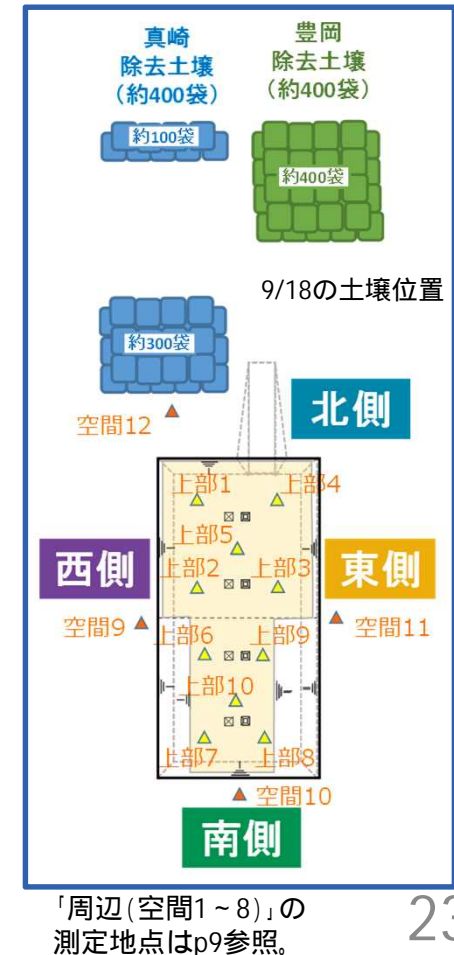 真崎
除去土壌
（約400袋）
豊岡
除去土壌
（約400袋）
約100袋
約400袋
9/18の土壌位置
約300袋
空間12
北側
上部1
上部4
上部5
西側
上部2
上部3
東側
空間9
空間11
上部6
上部9
上部10
上部7
上部8
空間10
南側
「周辺(空間1～8)」の
測定地点はp9参照。
23